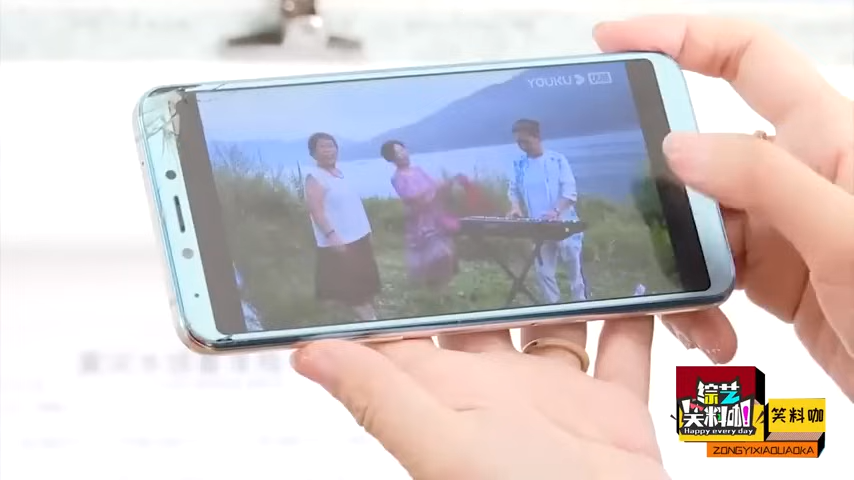 YOUKU
综艺
笑料咖!
Happy every day
笑料咖
ZONGYIXIAOLIAOKA